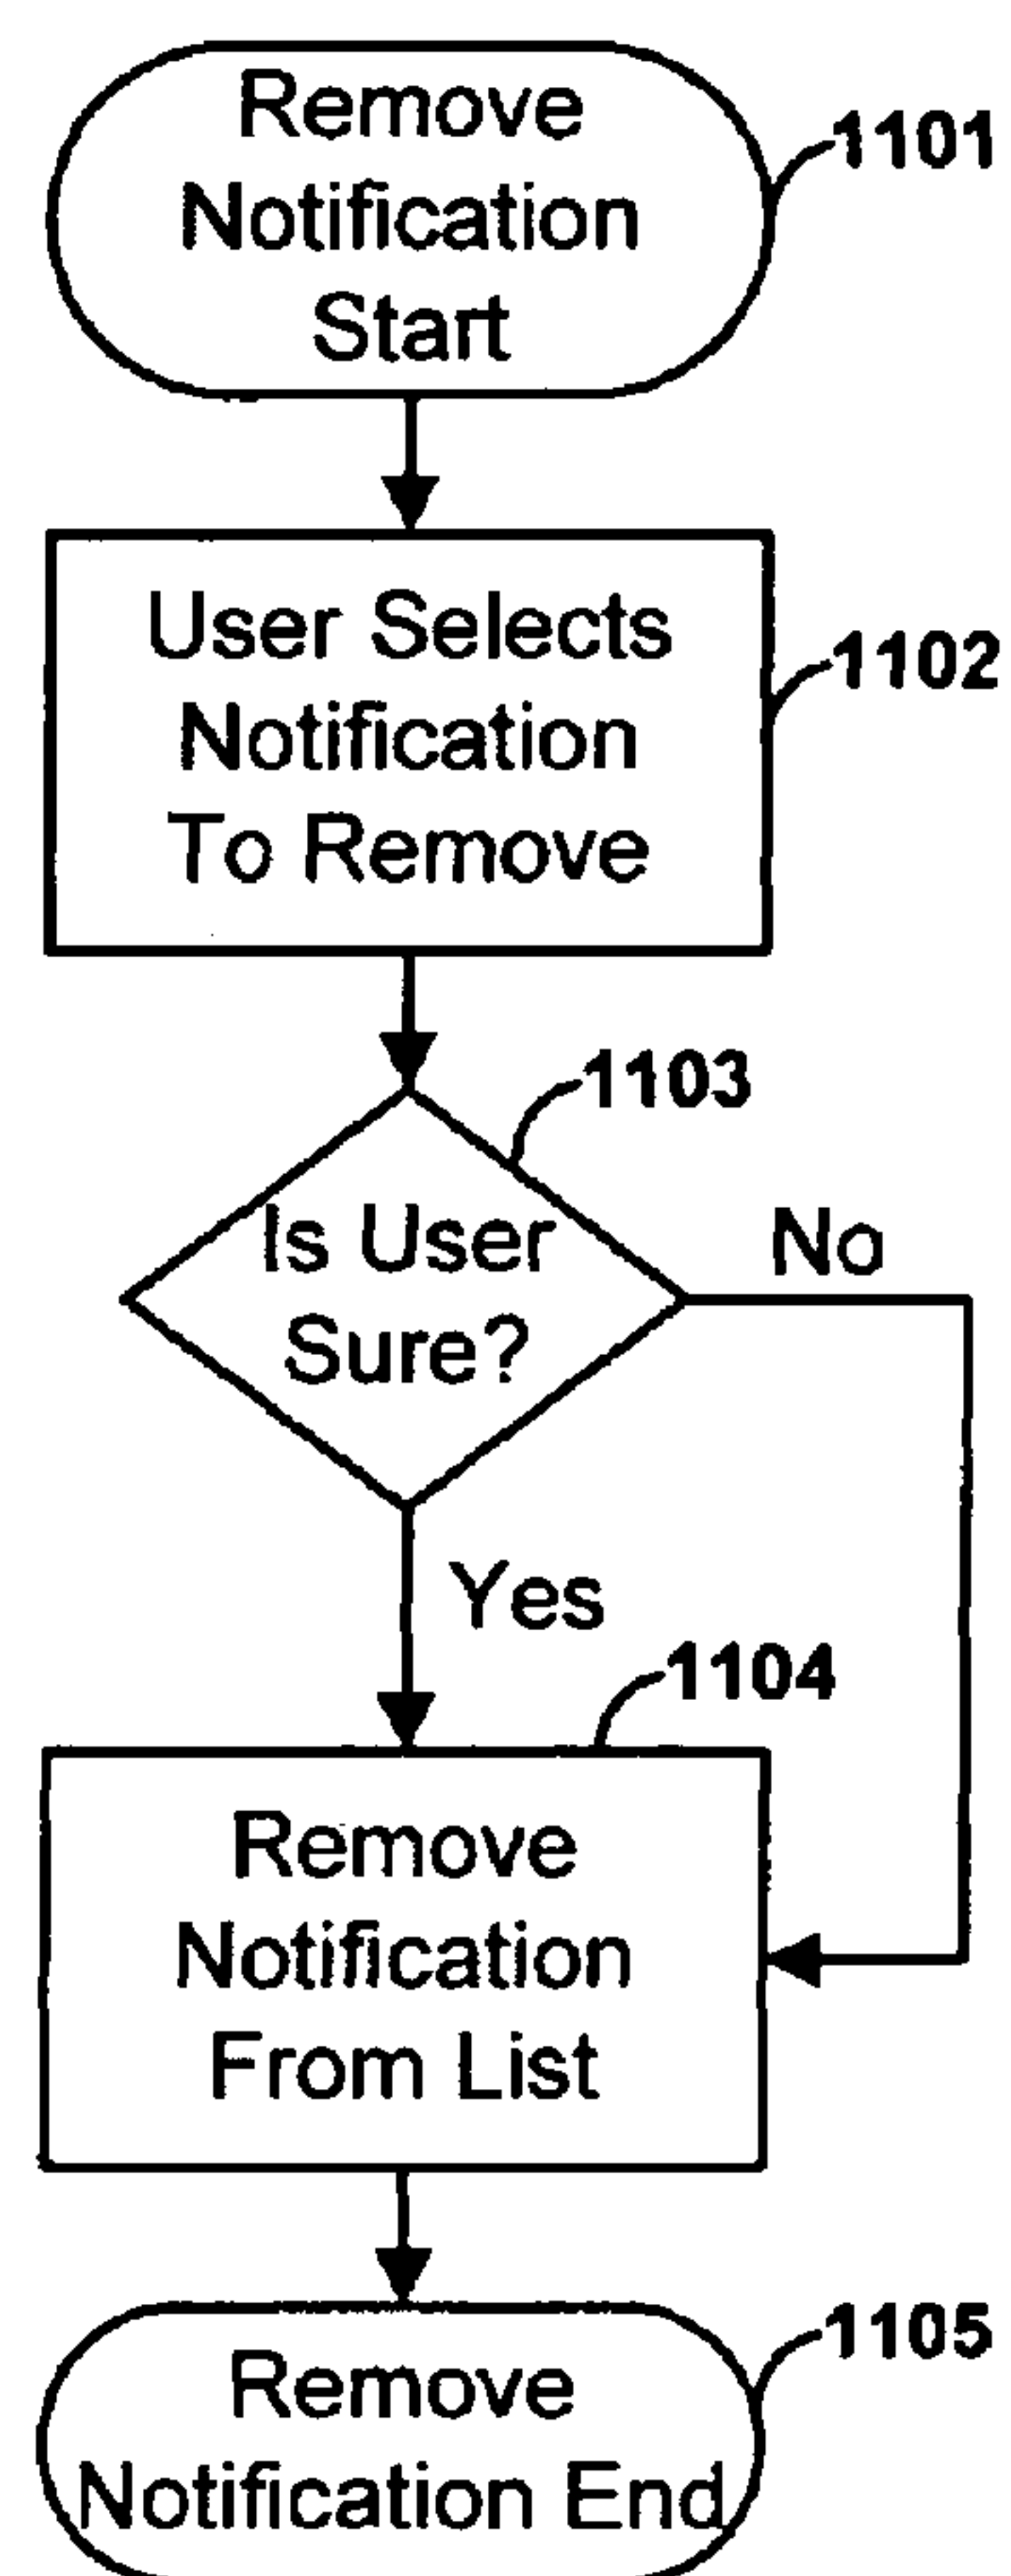 Remove
Notification
Start
1101
User Selects
Notification
To Remove
1102
1103
Is User
Sure?
No
Yes
1104
Remove
Notification
From List
1105
Remove
Notification End